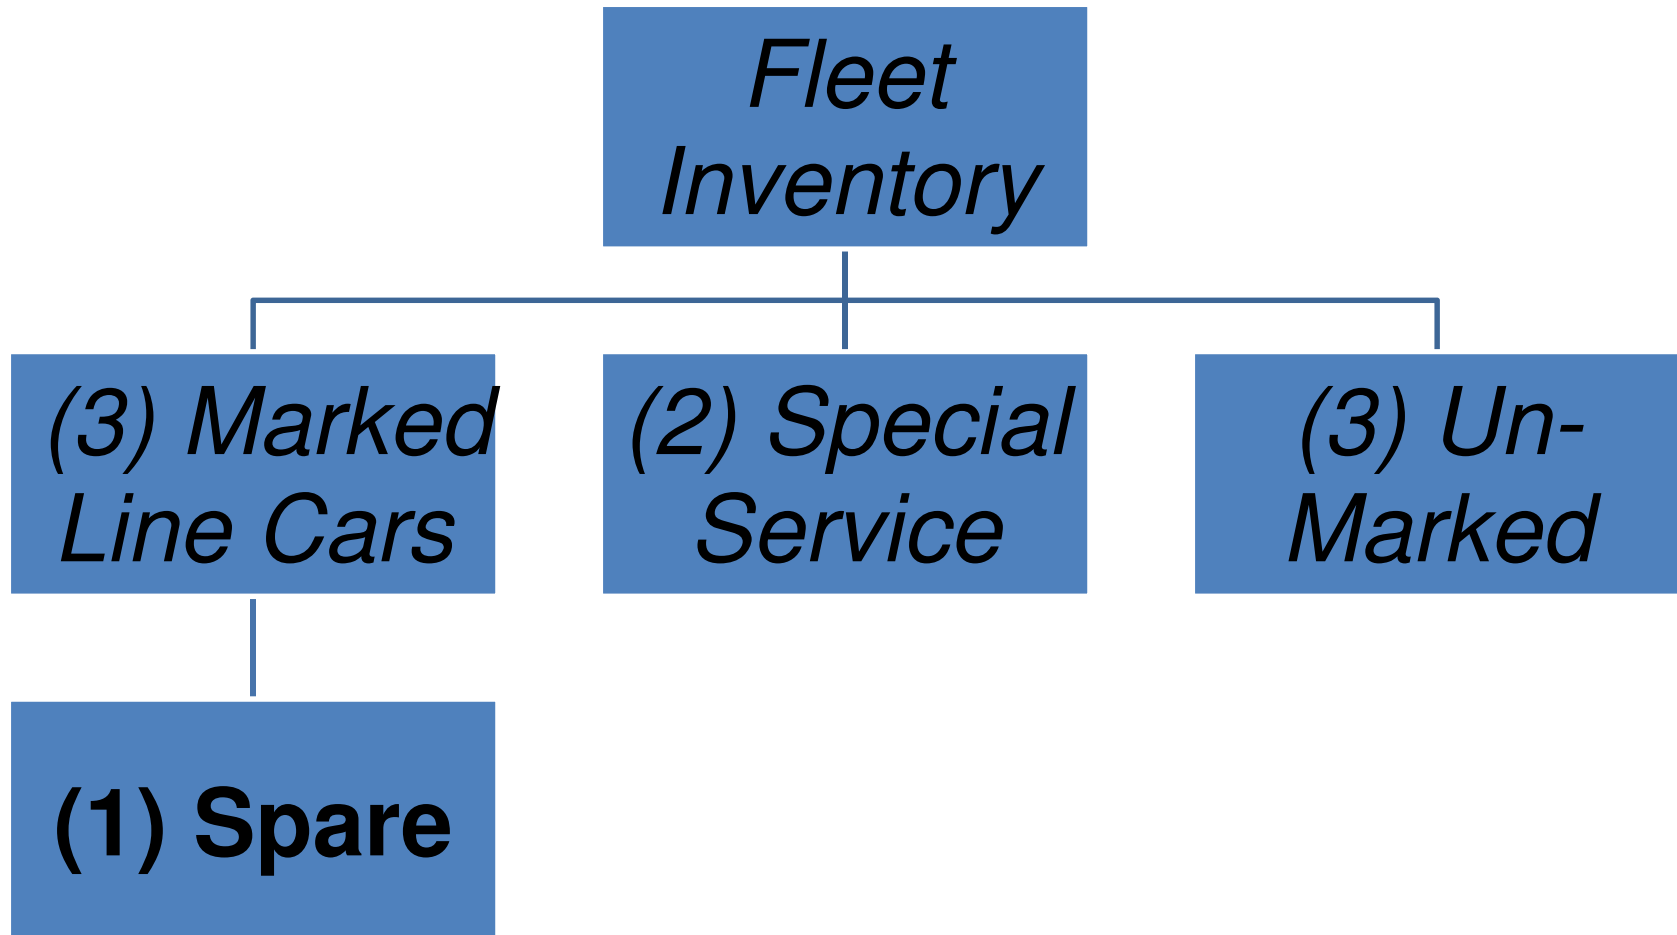 Fleet
Inventory
(3) Marked
Line Cars
(2) Special
Service
(3) Un-
Marked
(1) Spare